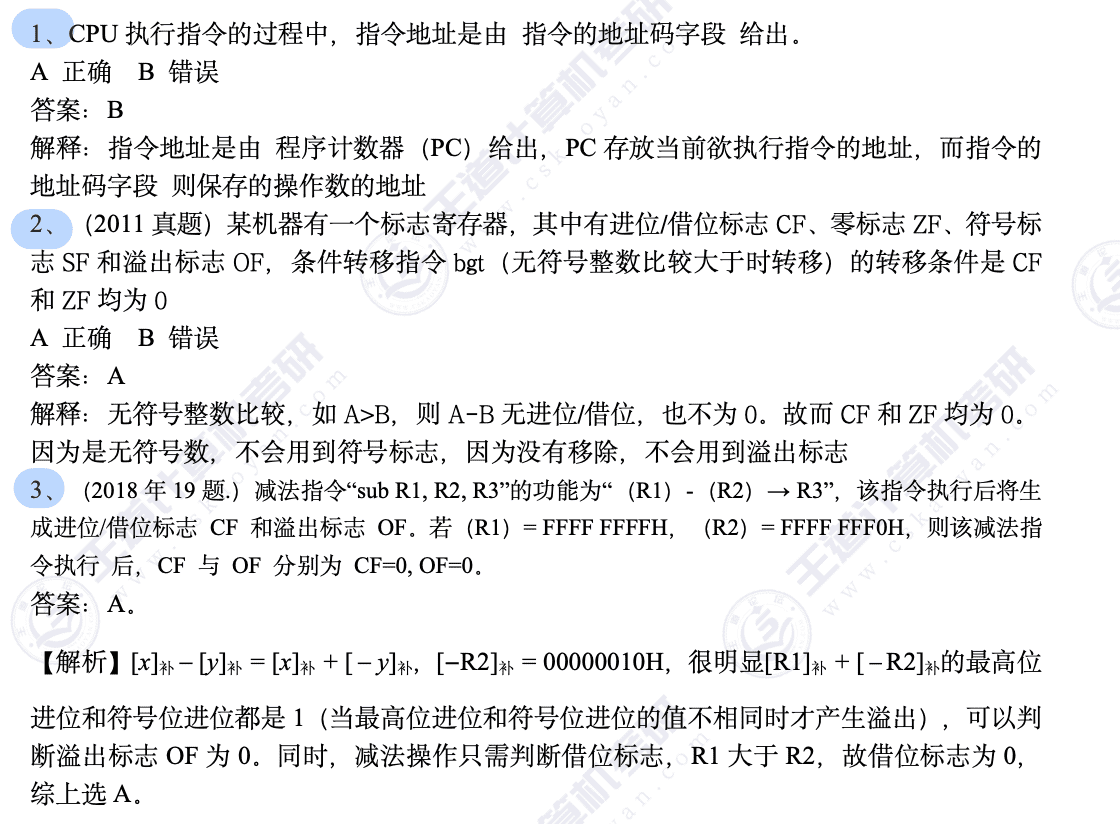 1、CPU 执行指令的过程中，指令地址是由 指令的地址码字段 给出。
A 正确 B 错误
答案：B
解释：指令地址是由 程序计数器（PC）给出，PC 存放当前欲执行指令的地址，而指令的
地址码字段 则保存的操作数的地址
2、（2011 真题）某机器有一个标志寄存器，其中有进位/借位标志 CF、零标志 ZF、符号标
志 SF 和溢出标志 OF，条件转移指令 bgt（无符号整数比较大于时转移）的转移条件是 CF
和 ZF 均为 0
A 正确 B 错误
答案：A
解释：无符号整数比较，如 A>B，则 A-B 无进位/借位，也不为 0。故而 CF 和 ZF 均为 0。
因为是无符号数，不会用到符号标志，因为没有移除，不会用到溢出标志
3、（2018 年 19 题.）减法指令“sub R1, R2, R3”的功能为“（R1）-（R2）→ R3”，该指令执行后将生
成进位/借位标志 CF 和溢出标志 OF。若（R1）= FFFF FFFFH，（R2）= FFFF FFF0H，则该减法指
令执行 后，CF 与 OF 分别为 CF=0, OF=0。
答案：A。
【解析】[x]补 – [y]补 = [x]补 + [ – y]补，[–R2]补 = 00000010H，很明显[R1]补 + [ – R2]补的最高位
进位和符号位进位都是 1（当最高位进位和符号位进位的值不相同时才产生溢出），可以判
断溢出标志 OF 为 0。同时，减法操作只需判断借位标志，R1 大于 R2，故借位标志为 0，
综上选 A。
王道计算机考研
www.cskaoyan.com